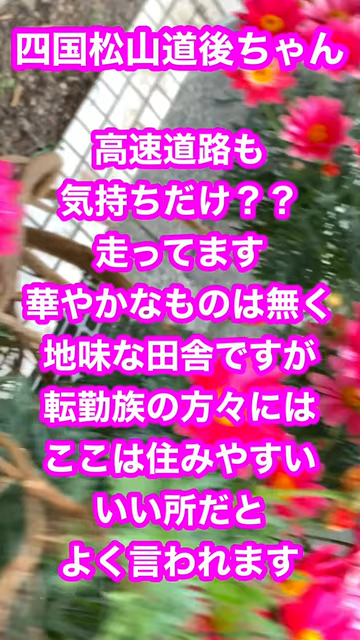 四国松山道後ちゃん
高速道路も
気持ちだけ？？
走ってます
華やかなものは無く
地味な田舎ですが
転勤族の方々には
ここは住みやすい
いい所だと
よく言われます